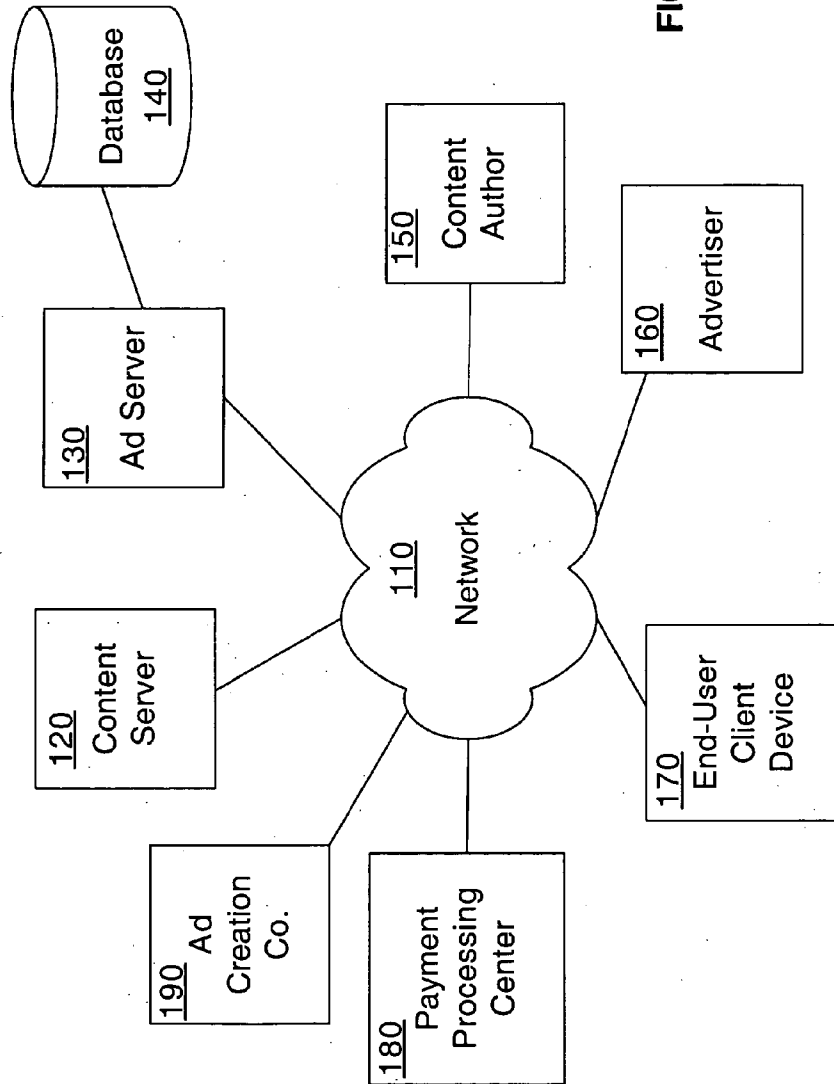 Database
140
130
Ad Server
120
Content
Server
190
Ad
Creation
Co.
180
Payment
Processing
Center
110
Network
150
Content
Author
160
Advertiser
170
End-User
Client
Device